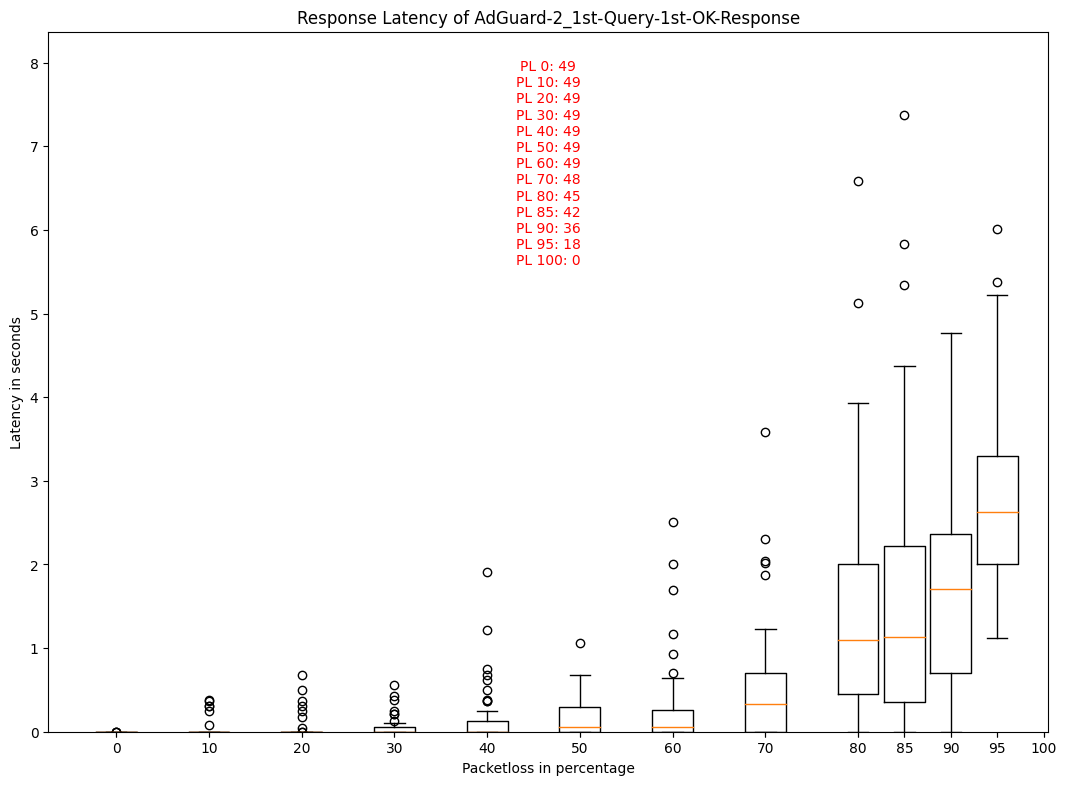 Response Latency of AdGuard-2_1st-Query-1st-OK-Response
PL 0: 49
PL 10: 49
PL 20: 49
PL 30: 49
PL 40: 49
PL 50: 49
PL 60: 49
PL 70: 48
PL 80: 45
PL 85: 42
PL 90: 36
PL 95: 18
PL 100: 0
Latency in seconds
8
7
6
5
4
3
2
1
0
0 10 20 30 40 50 60 70 80 85 90 95 100
Packetloss in percentage